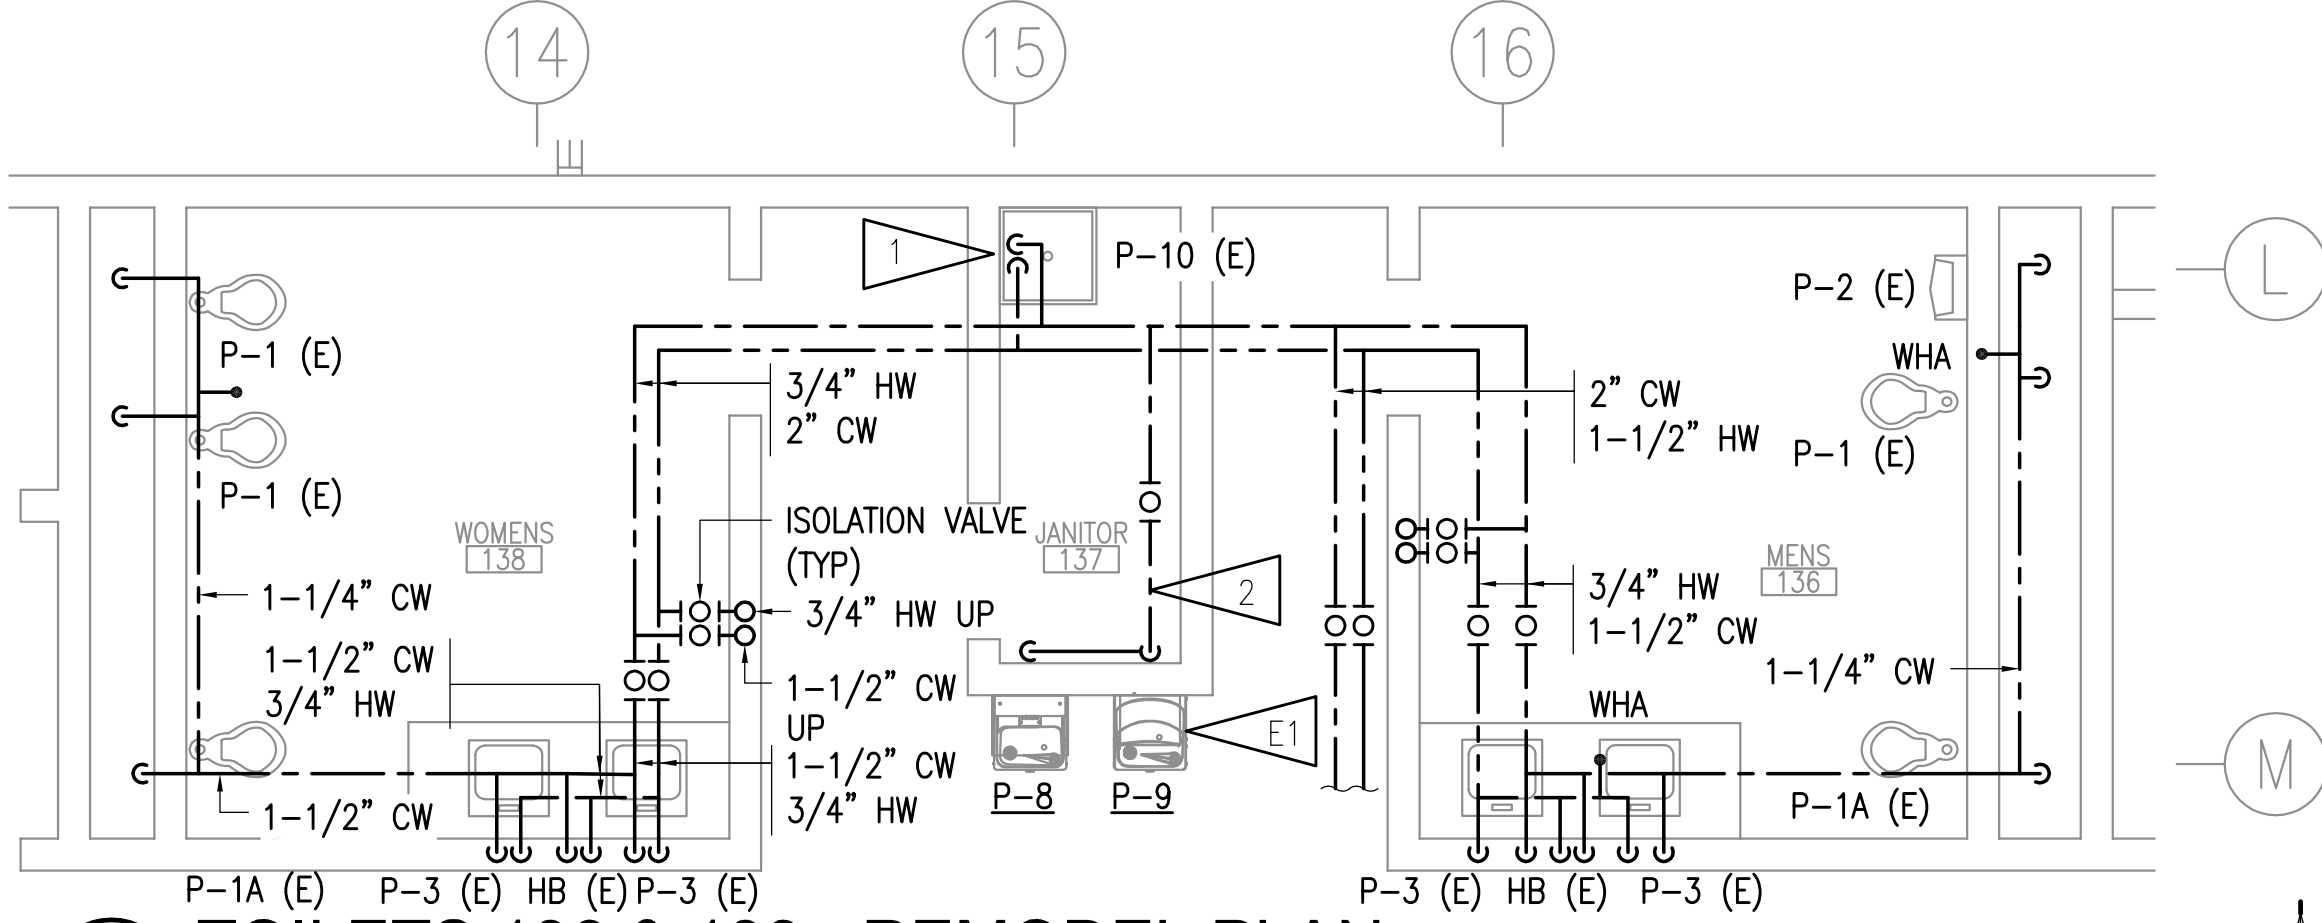 14
15
16
1
P-10 (E)
L
P-2 (E)
P-1 (E)
WHA
3/4" HW
2" CW
2" CW
1-1/2" HW
P-1 (E)
P-1 (E)
ISOLATION VALVE
(TYP)
WOMENS
138
JANITOR
137
MENS
136
1-1/4" CW
3/4" HW UP
2
3/4" HW
1-1/2" CW
1-1/2" CW
3/4" HW
1-1/4" CW
1-1/2" CW
UP
WHA
E1
M
1-1/2" CW
3/4" HW
P-8
P-9
1-1/2" CW
P-1A (E)
P-1A (E)
P-3 (E)
HB (E)
P-3 (E)
P-3 (E)
HB (E)
P-3 (E)